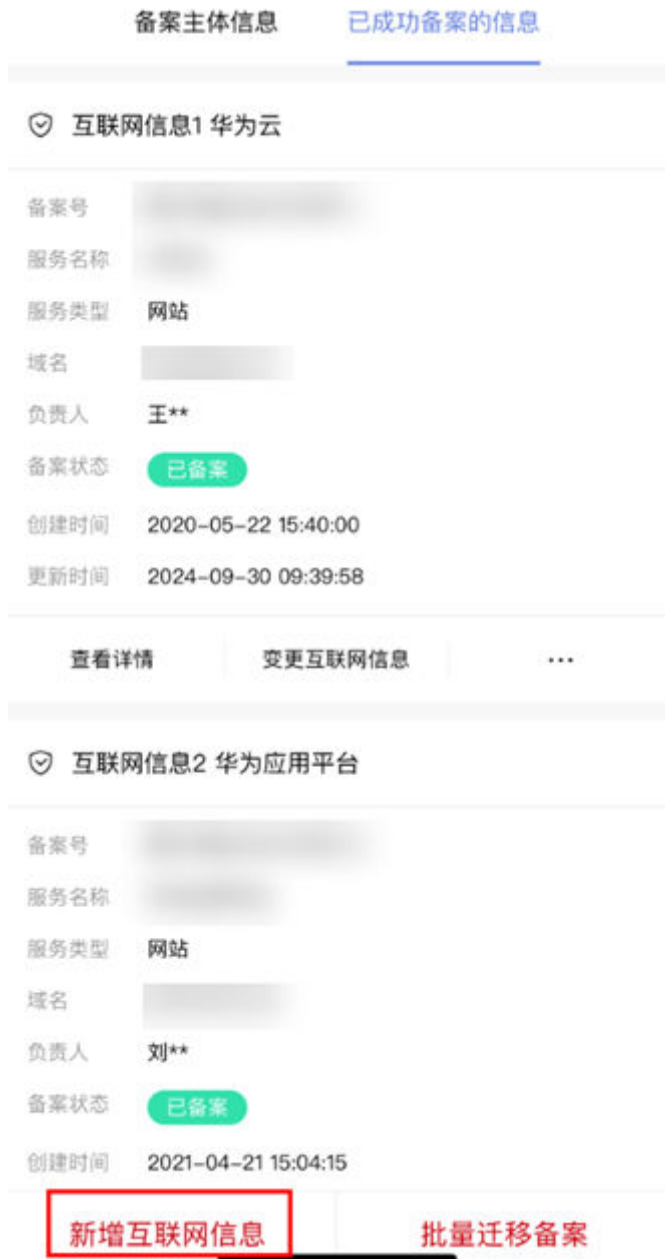 备案主体信息 已成功备案的信息
互联网信息1 华为云
备案号
服务名称
服务类型 网站
域名
负责人 王**
备案状态 已备案
创建时间 2020-05-22 15:40:00
更新时间 2024-09-30 09:39:58
查看详情 变更互联网信息 ...
互联网信息2 华为应用平台
备案号
服务名称
服务类型 网站
域名
负责人 刘**
备案状态 已备案
创建时间 2021-04-21 15:04:15
新增互联网信息 批量迁移备案